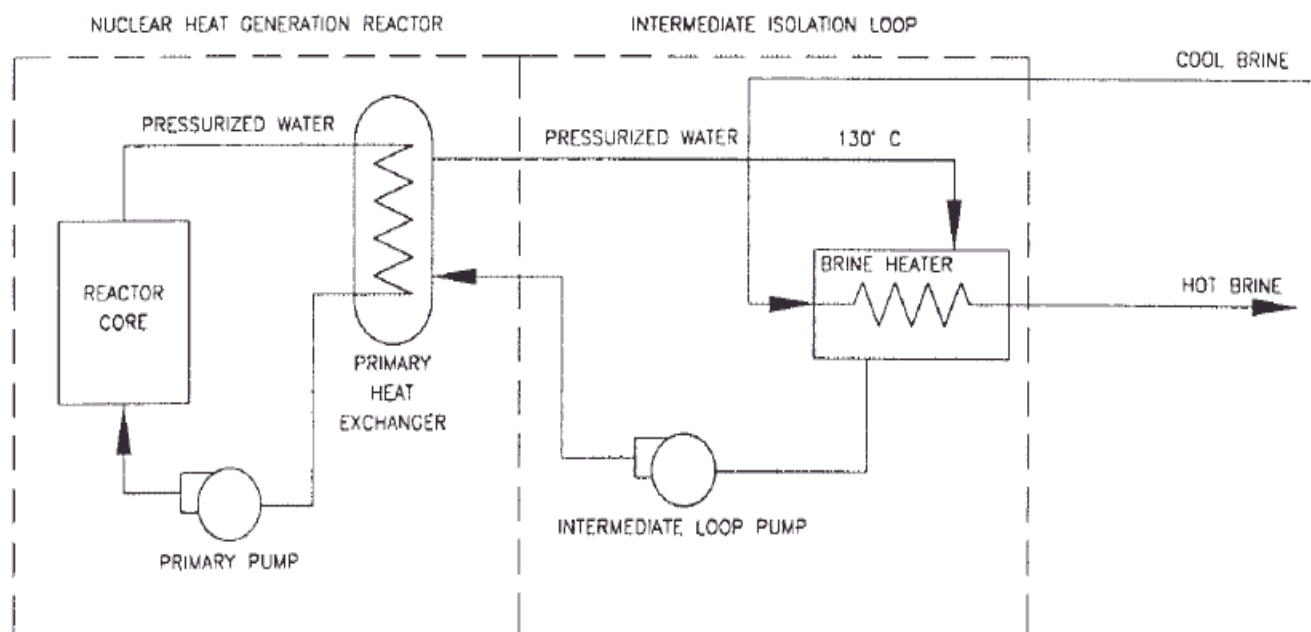 NUCLEAR HEAT GENERATION REACTOR
INTERMEDIATE ISOLATION LOOP
COOL BRINE
PRESSURIZED WATER
PRESSURIZED WATER
130° C
BRINE HEATER
HOT BRINE
REACTOR
CORE
PRIMARY
HEAT
EXCHANGER
INTERMEDIATE LOOP PUMP
PRIMARY PUMP